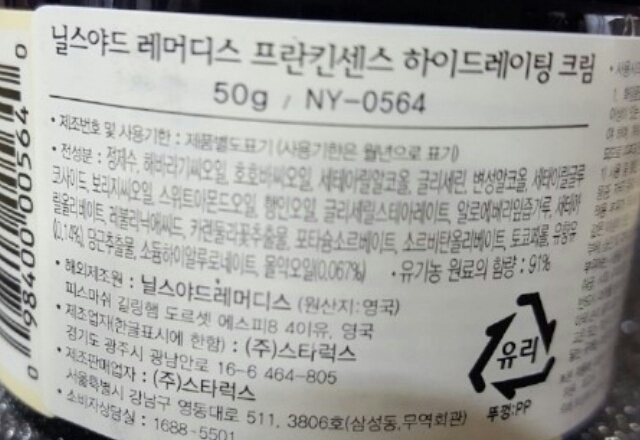 닐스야드 레머디스 프란킨센스 하이드레이팅 크림
50g / NY-0564
• 제조번호 및 사용기한 : 제품별도표기 (사용기한은 월년으로 표기)
• 전성분 : 정제수, 해바라기씨오일, 호호바씨오일, 세테아릴알코올, 글리세린, 변성알코올, 세테아릴글루
코사이드, 보리지씨오일, 스위트아몬드오일, 행인오일, 글리세릴스테아레이트, 알로에베라잎즙가루, 세테아
릴올리베이트, 레불리닉애씨드, 카렌둘라꽃추출물, 포타슘소르베이트, 소르비탄올리베이트, 토코페롤, 유향유
(0.14%), 당근추출물, 소듐하이알루로네이트, 몰약오일(0.067%) • 유기농 원료의 함량 : 91%
• 해외제조원 : 닐스야드레머디스 (원산지: 영국)
피스마쉬 길링햄 도르셋 에스피8 4이유, 영국
• 제조업자(한글표시에 한함) : (주)스타럭스
경기도 광주시 광남안로 16-6 464-805
• 제조판매업자 : (주)스타럭스
서울특별시 강남구 영동대로 511, 3806호(삼성동,무역회관)
• 소비자상담실 : 1688-5501
유리
뚜껑:PP
098400005640